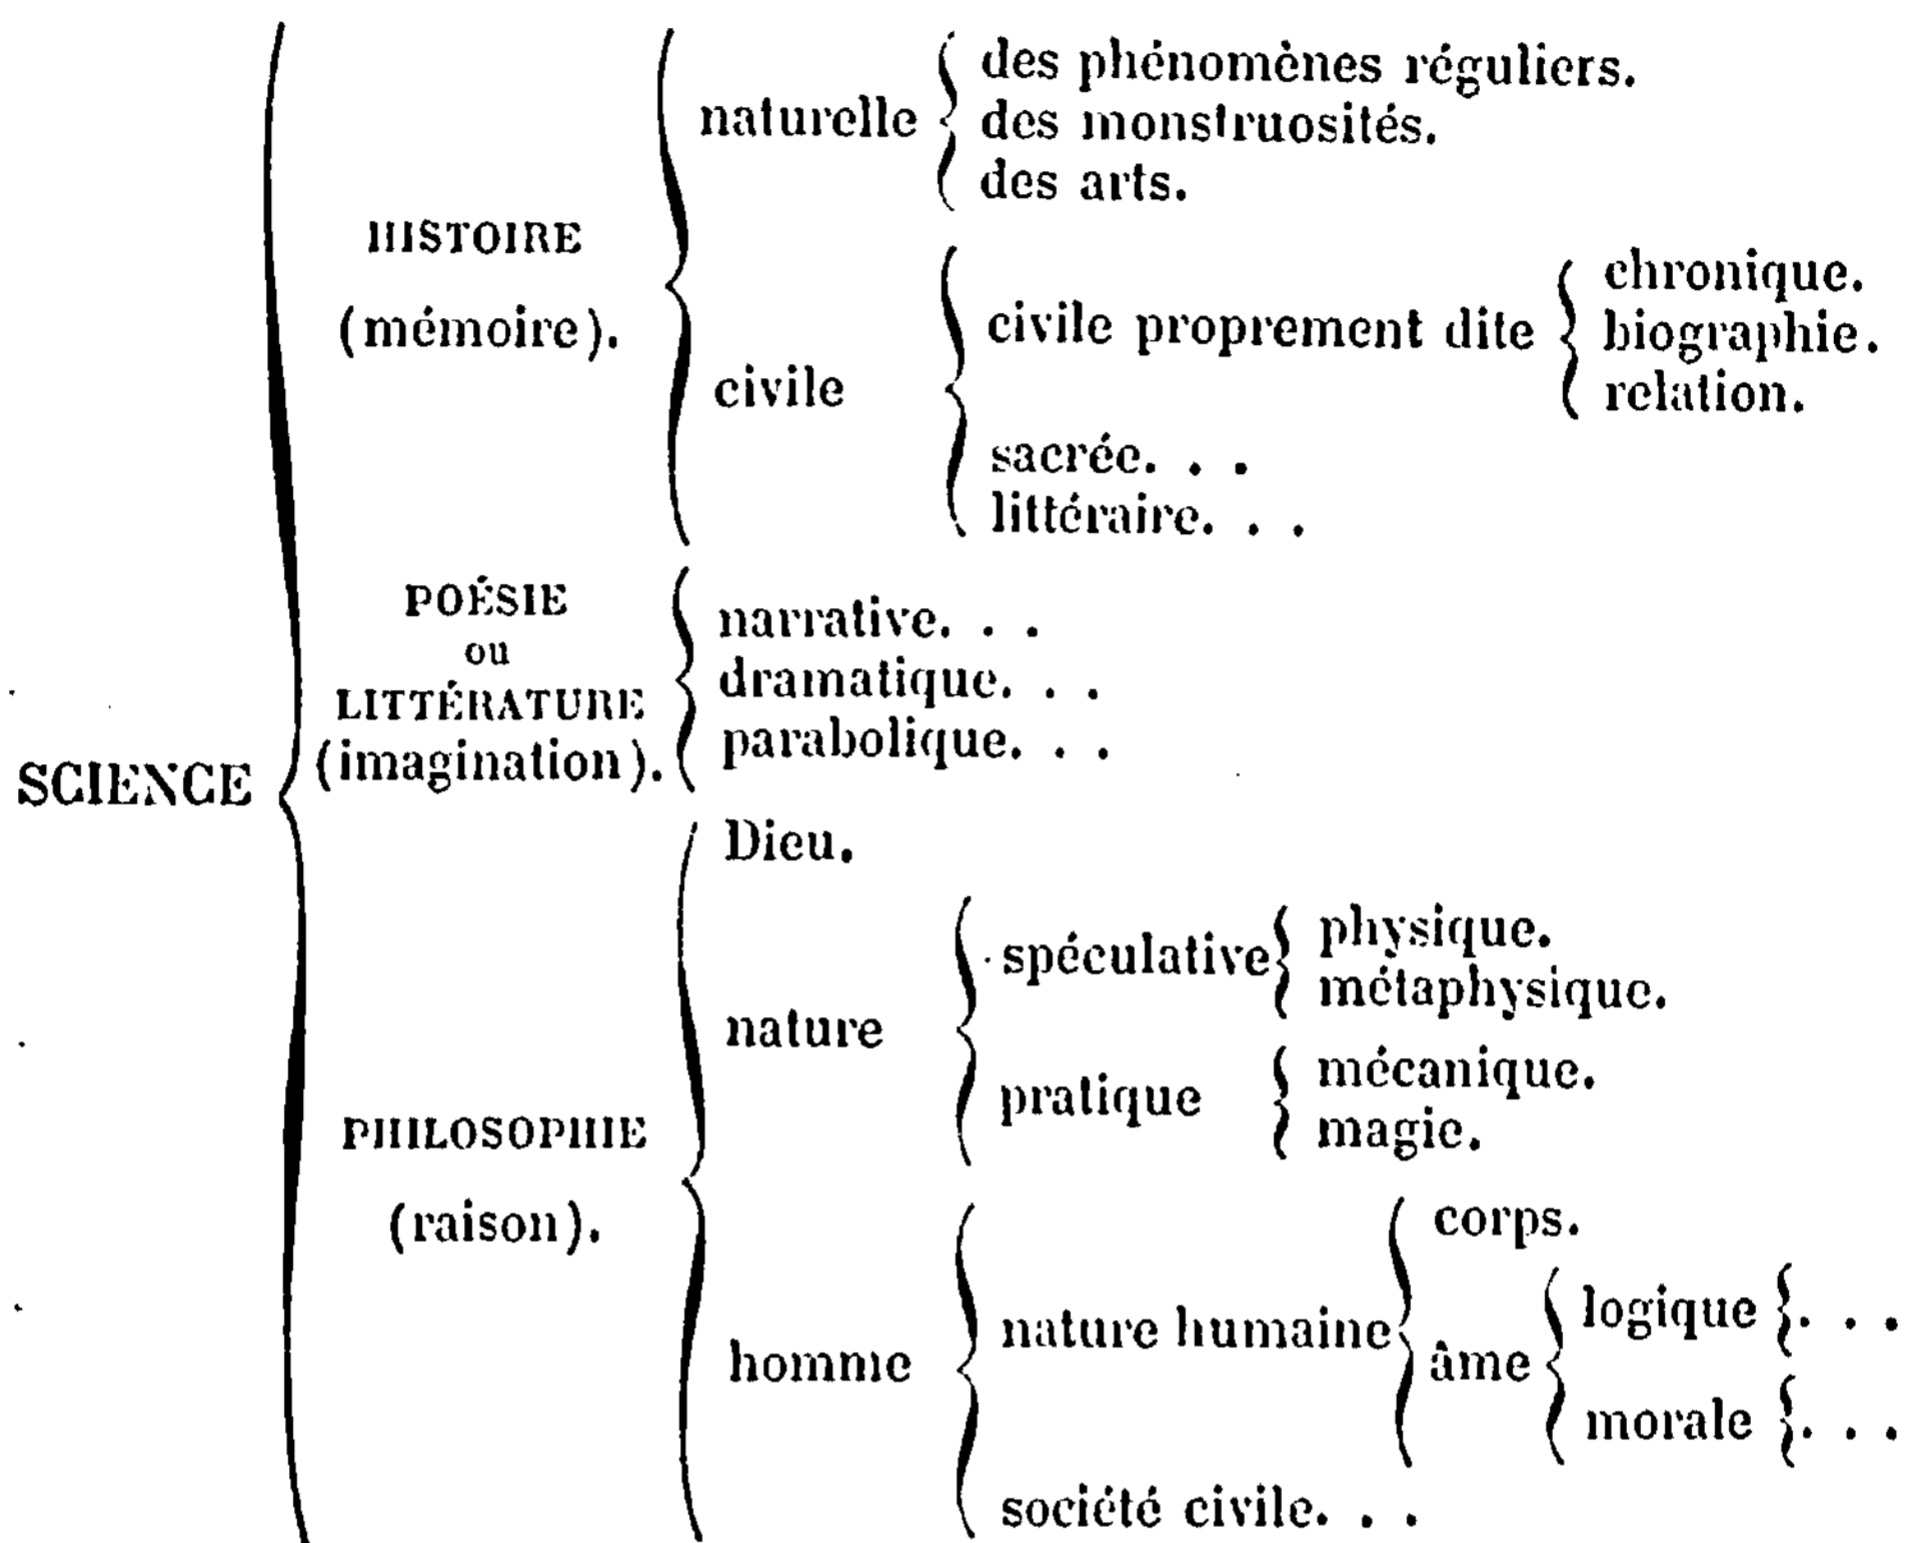 SCIENCE
HISTOIRE
(mémoire).
naturelle
des phénomènes réguliers.
des monstruosités.
des arts.
civile
civile proprement dite
chronique.
biographie.
relation.
sacrée. . .
littéraire. . .
POÉSIE
ou
LITTÉRATURE
(imagination).
narrative. . .
dramatique. . .
parabolique. . .
PHILOSOPHIE
(raison).
Dieu.
nature
spéculative
physique.
métaphysique.
pratique
mécanique.
magie.
homme
nature humaine
corps.
âme
logique { . . .
morale { . . .
société civile. . .